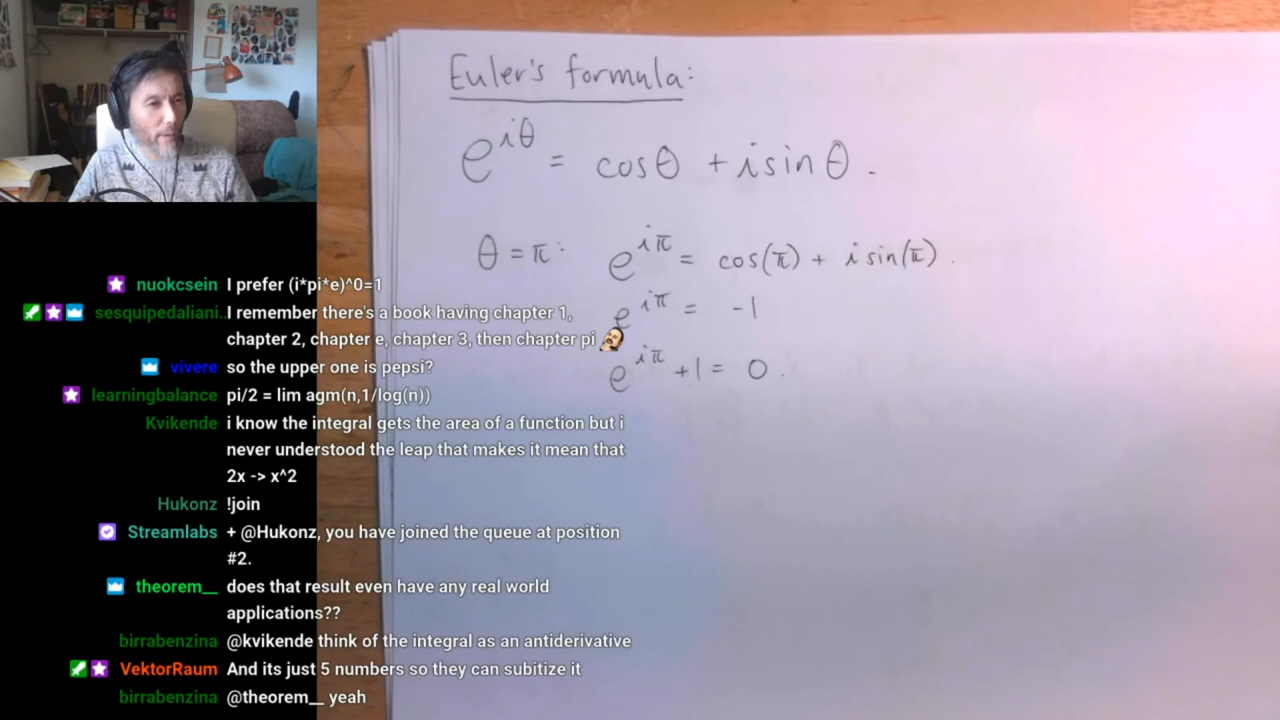 Euler's formula:
e^{iθ} = cosθ + i sin θ.
θ = π: e^{iπ} = cos(π) + i sin(π).
e^{iπ} = -1
e^{iπ} +1 = 0.
nuokcsein I prefer (i*pi*e)^0=1
sesquipedaliani.. I remember there's a book having chapter 1,
chapter 2, chapter e, chapter 3, then chapter pi
vivere so the upper one is pepsi?
learningbalance pi/2 = lim agm(n,1/log(n))
Kvikende i know the integral gets the area of a function but i
never understood the leap that makes it mean that
2x -> x^2
Hukonz !join
Streamlabs + @Hukonz, you have joined the queue at position
#2.
theorem__ does that result even have any real world
applications??
birrabenzina @kvikende think of the integral as an antiderivative
VektorRaum And its just 5 numbers so they can subitize it
birrabenzina @theorem__ yeah